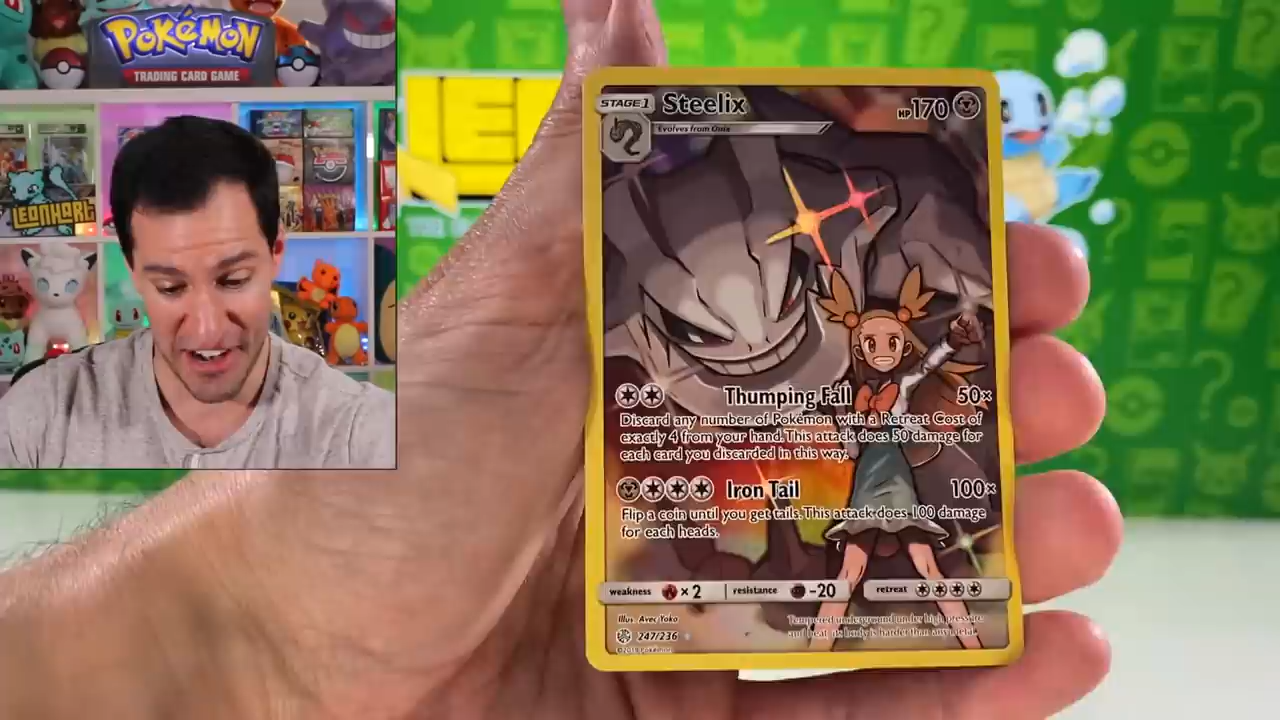 POKÉMON
TRADING CARD GAME
LEONHART
LEO
STAGE 1
Steelix
HP170
Evolves from Onix
Thumping Fall 50×
Discard any number of Pokémon with a Retreat Cost of
exactly 4 from your hand. This attack does 50 damage for
each card you discarded in this way.
Iron Tail 100×
Flip a coin until you get tails. This attack does 100 damage
for each heads.
weakness × 2 resistance -20 retreat
Illus. Avec Yoko
247/236
©2019 Pokémon
Tempered underground under high pressure
and heat, its body is harder than any metal.